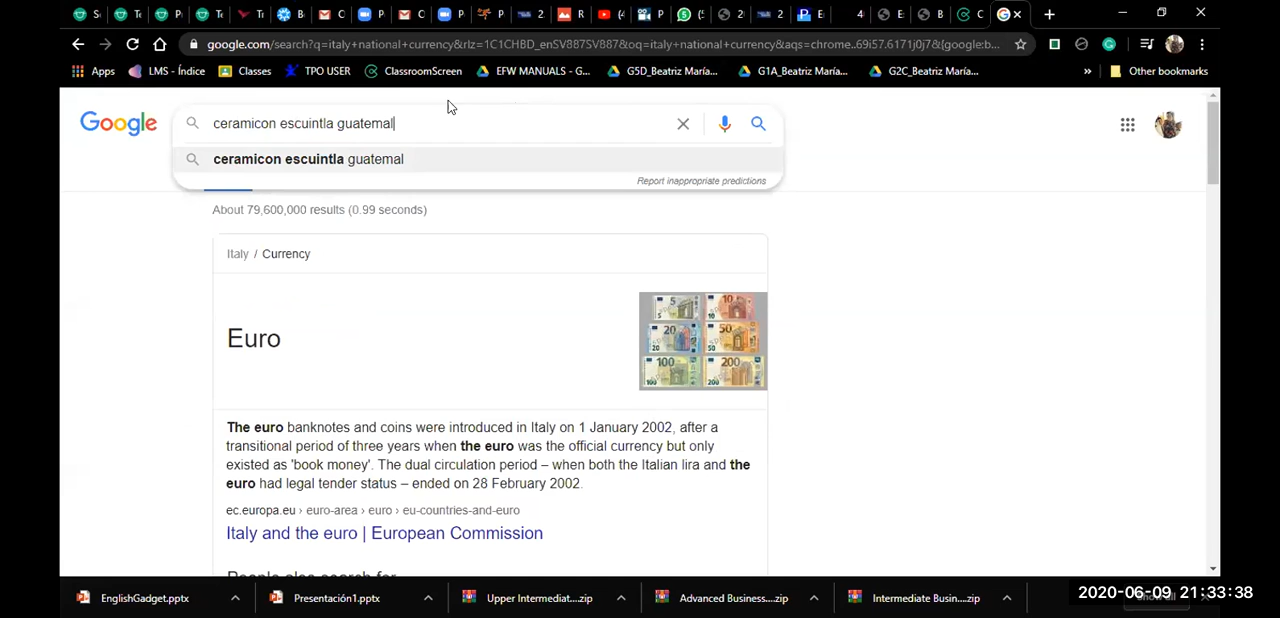 google.com/search?q=italy+national+currency&rlz=1C1CHBD_enSV887SV887&oq=italy+national+currency&aqs=chrome..69i57.6171j0j7&{google:b...
Apps
LMS - Índice
Classes
TPO USER
ClassroomScreen
EFW MANUALS - G...
G5D_Beatriz María...
G1A_Beatriz María...
G2C_Beatriz María...
»
Other bookmarks
Google
ceramicon escuintla guatemal
ceramicon escuintla guatemal
Report inappropriate predictions
About 79,600,000 results (0.99 seconds)
Italy / Currency
Euro
The euro banknotes and coins were introduced in Italy on 1 January 2002, after a
transitional period of three years when the euro was the official currency but only
existed as 'book money'. The dual circulation period – when both the Italian lira and the
euro had legal tender status – ended on 28 February 2002.
ec.europa.eu › euro-area › euro › eu-countries-and-euro
Italy and the euro | European Commission
People also search for
EnglishGadget.pptx
Presentación1.pptx
Upper Intermediat....zip
Advanced Business....zip
Intermediate Busin....zip
2020-06-09 21:33:38